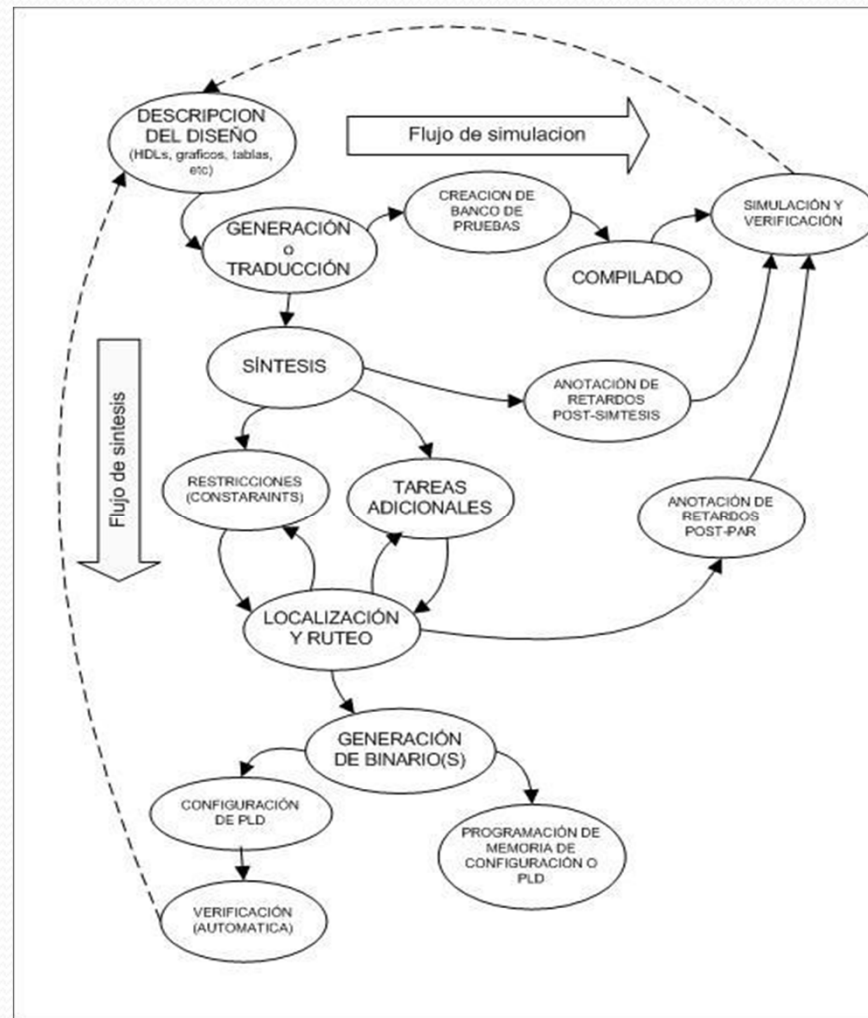 DESCRIPCION
DEL DISEÑO
(HDLs, graficos, tablas,
etc)
Flujo de simulacion
CREACION DE
BANCO DE
PRUEBAS
SIMULACIÓN Y
VERIFICACIÓN
GENERACIÓN
o
TRADUCCIÓN
COMPILADO
SÍNTESIS
ANOTACIÓN DE
RETARDOS
POST-SIMTESIS
Flujo de síntesis
RESTRICCIONES
(CONSTARAINTS)
TAREAS
ADICIONALES
ANOTACIÓN DE
RETARDOS
POST-PAR
LOCALIZACIÓN
Y RUTEO
GENERACIÓN
DE BINARIO(S)
CONFIGURACIÓN
DE PLD
PROGRAMACIÓN DE
MEMORIA DE
CONFIGURACIÓN O
PLD
VERIFICACIÓN
(AUTOMATICA)